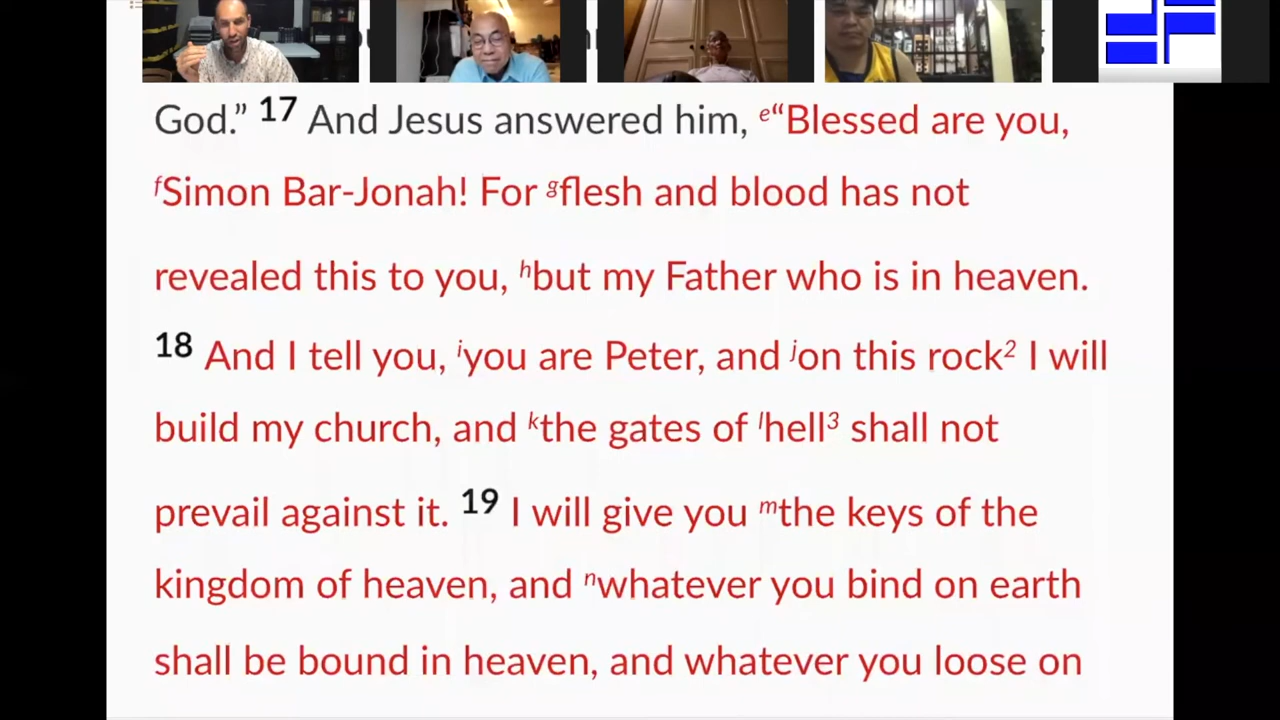 God.” 17 And Jesus answered him, e“Blessed are you,
fSimon Bar-Jonah! For gflesh and blood has not
revealed this to you, hbut my Father who is in heaven.
18 And I tell you, iyou are Peter, and jon this rock2 I will
build my church, and kthe gates of lhell3 shall not
prevail against it. 19 I will give you mthe keys of the
kingdom of heaven, and nwhatever you bind on earth
shall be bound in heaven, and whatever you loose on